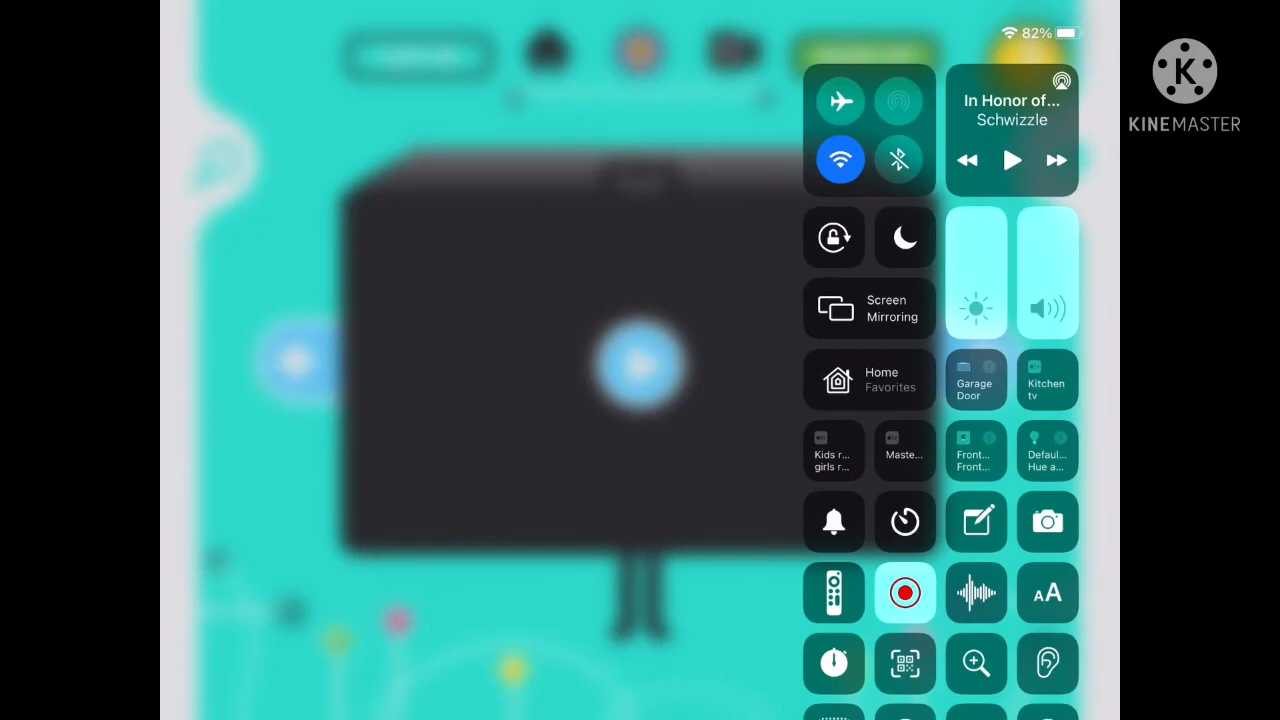 82%
In Honor of...
Schwizzle
Screen
Mirroring
Home
Favorites
Garage
Door
Kitchen
tv
Kids r...
girls r...
Maste...
Front...
Front...
Defaul...
Hue a...
AA
K
KINEMASTER